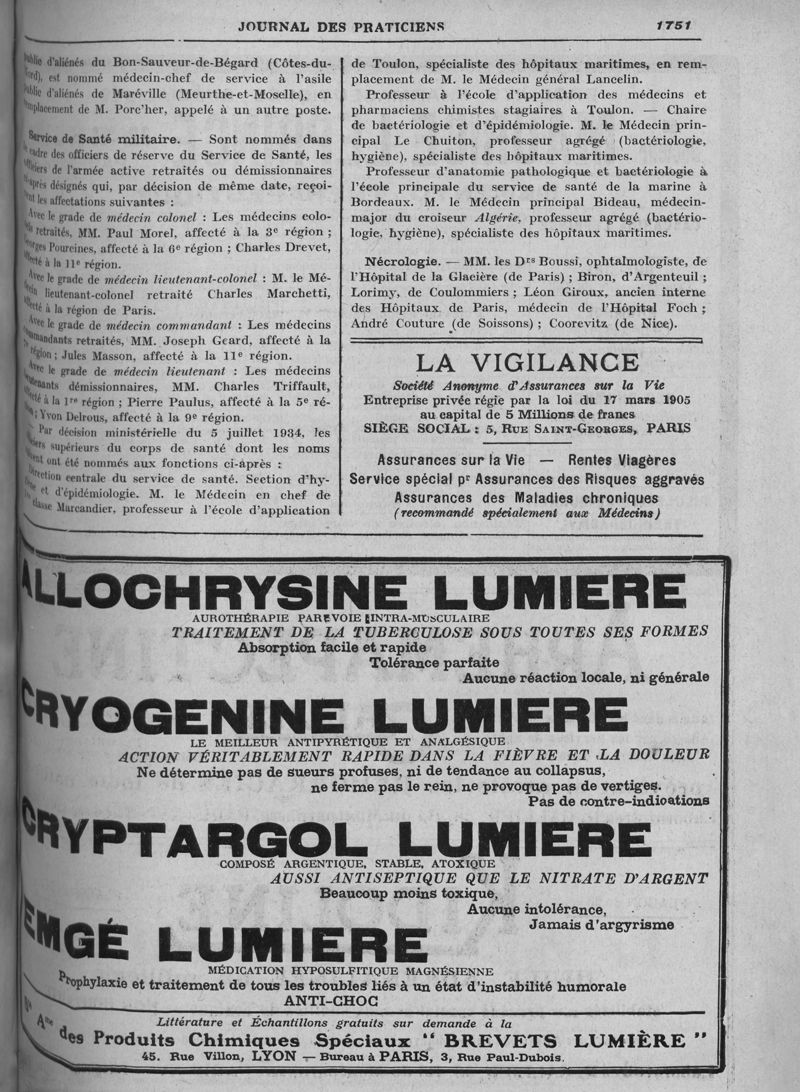 JOURNAL DES PRATICIENS
1751
d'aliénés du Bon-Sauveur-de-Bégard (Côtes-du-
est nommé médecin-chef de service à l'asile
d'aliénés de Maréville (Meurthe-et-Moselle), en
placement de M. Porc'her, appelé à un autre poste.
Service de Santé militaire. — Sont nommés dans
cadre des officiers de réserve du Service de Santé, les
de l'armée active retraités ou démissionnaires
après désignés qui, par décision de même date, reçoi-
les affectations suivantes :
Avec le grade de médecin colonel : Les médecins colo-
retraités, MM. Paul Morel, affecté à la 3e région ;
Georges Pourcines, affecté à la 6e région ; Charles Drevet,
à la 11e région.
Avec le grade de médecin lieutenant-colonel : M. le Mé-
lieutenant-colonel retraité Charles Marchetti,
à la région de Paris.
Avec le grade de médecin commandant : Les médecins
mandants retraités, MM. Joseph Geard, affecté à la
région ; Jules Masson, affecté à la 11e région.
Avec le grade de médecin lieutenant : Les médecins
tenants démissionnaires, MM. Charles Triffault,
à la 1re région ; Pierre Paulus, affecté à la 5e ré-
; Yvon Delrous, affecté à la 9e région.
Par décision ministérielle du 5 juillet 1934, les
supérieurs du corps de santé dont les noms
ont été nommés aux fonctions ci-après :
centrale du service de santé. Section d'hy-
et d'épidémiologie. M. le Médecin en chef de
classe Marcandier, professeur à l'école d'application
de Toulon, spécialiste des hôpitaux maritimes, en rem-
placement de M. le Médecin général Lancelin.
Professeur à l'école d'application des médecins et
pharmaciens chimistes stagiaires à Toulon. — Chaire
de bactériologie et d'épidémiologie. M. le Médecin prin-
cipal Le Chuiton, professeur agrégé (bactériologie,
hygiène), spécialiste des hôpitaux maritimes.
Professeur d'anatomie pathologique et bactériologie à
l'école principale du service de santé de la marine à
Bordeaux. M. le Médecin principal Bideau, médecin-
major du croiseur Algérie, professeur agrégé (bactério-
logie, hygiène), spécialiste des hôpitaux maritimes.
Nécrologie. — MM. les Drs Boussi, ophtalmologiste, de
l'Hôpital de la Glacière (de Paris) ; Biron, d'Argenteuil ;
Lorimy, de Coulommiers ; Léon Giroux, ancien interne
des Hôpitaux de Paris, médecin de l'Hôpital Foch ;
André Couture (de Soissons) ; Coorevitz (de Nice).
LA VIGILANCE
Société Anonyme d'Assurances sur la Vie
Entreprise privée régie par la loi du 17 mars 1905
au capital de 5 Millions de francs
SIÈGE SOCIAL : 5, RUE SAINT-GEORGES, PARIS
Assurances sur la Vie — Rentes Viagères
Service spécial pr Assurances des Risques aggravés
Assurances des Maladies chroniques
(recommandé spécialement aux Médecins)
ALLOCHRYSINE LUMIERE
AUROTHÉRAPIE PAR VOIE INTRA-MUSCULAIRE
TRAITEMENT DE LA TUBERCULOSE SOUS TOUTES SES FORMES
Absorption facile et rapide
Tolérance parfaite
Aucune réaction locale, ni générale
CRYOGENINE LUMIERE
LE MEILLEUR ANTIPYRÉTIQUE ET ANALGÉSIQUE
ACTION VÉRITABLEMENT RAPIDE DANS LA FIÈVRE ET LA DOULEUR
Ne détermine pas de sueurs profuses, ni de tendance au collapsus,
ne ferme pas le rein, ne provoque pas de vertiges.
Pas de contre-indications
CRYPTARGOL LUMIERE
COMPOSÉ ARGENTIQUE, STABLE, ATOXIQUE
AUSSI ANTISEPTIQUE QUE LE NITRATE D'ARGENT
Beaucoup moins toxique,
Aucune intolérance,
Jamais d'argyrisme
EMGÉ LUMIERE
MÉDICATION HYPOSULFITIQUE MAGNÉSIENNE
Prophylaxie et traitement de tous les troubles liés à un état d'instabilité humorale
ANTI-CHOC
Littérature et Échantillons gratuits sur demande à la
Ste Ame des Produits Chimiques Spéciaux " BREVETS LUMIÈRE "
45, Rue Villon, LYON — Bureau à PARIS, 3, Rue Paul-Dubois.